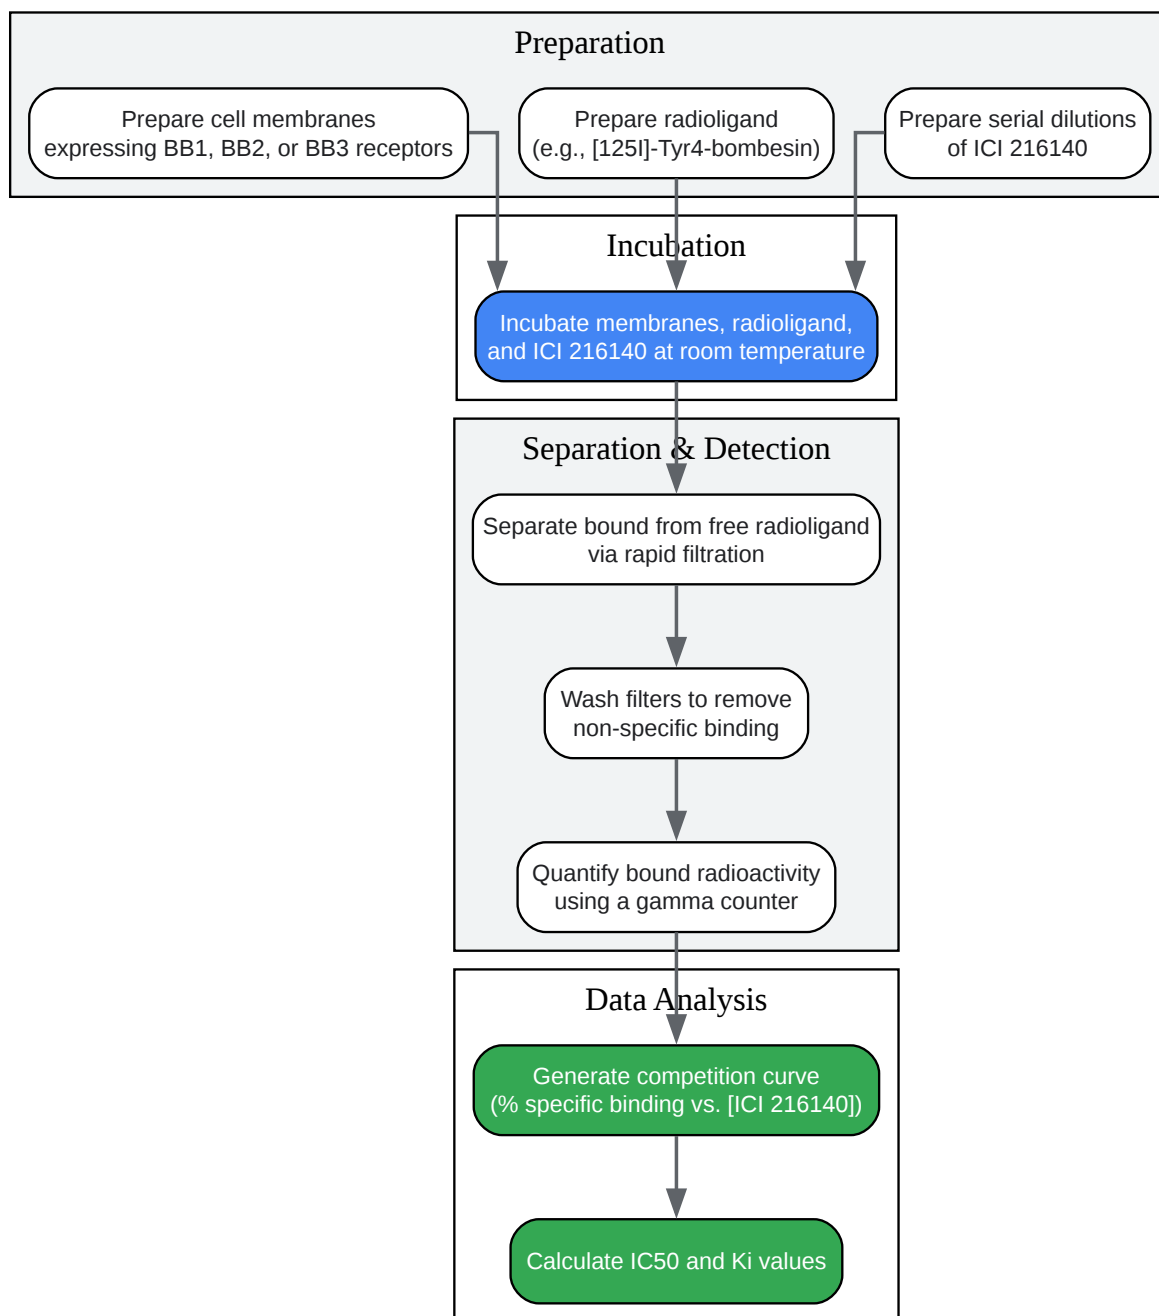 Preparation
Prepare cell membranes
expressing BB1, BB2, or BB3 receptors
Prepare radioligand
(e.g., [125I]-Tyr4-bombesin)
Prepare serial dilutions
of ICI 216140
Incubation
Incubate membranes, radioligand,
and ICI 216140 at room temperature
Separation & Detection
Separate bound from free radioligand
via rapid filtration
Wash filters to remove
non-specific binding
Quantify bound radioactivity
using a gamma counter
Data Analysis
Generate competition curve
(% specific binding vs. [ICI 216140])
Calculate IC50 and Ki values